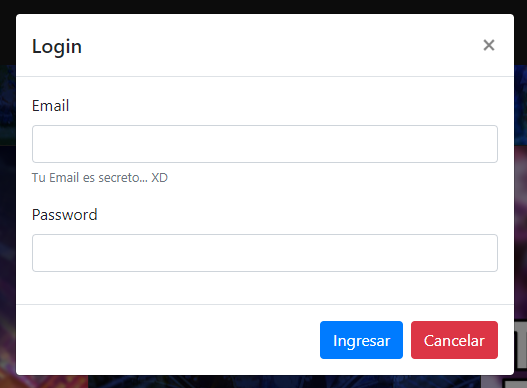 Login ×
Email
Tu Email es secreto... XD
Password
Ingresar Cancelar